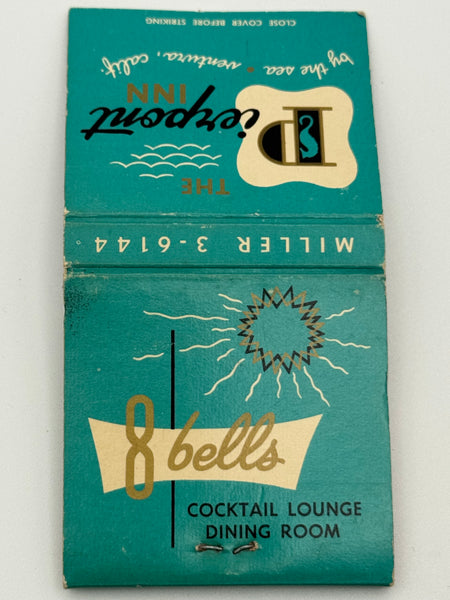 THE
Pierpont
INN
by the sea • ventura, calif.
CLOSE COVER BEFORE STRIKING
MILLER 3-6144
8 bells
COCKTAIL LOUNGE
DINING ROOM